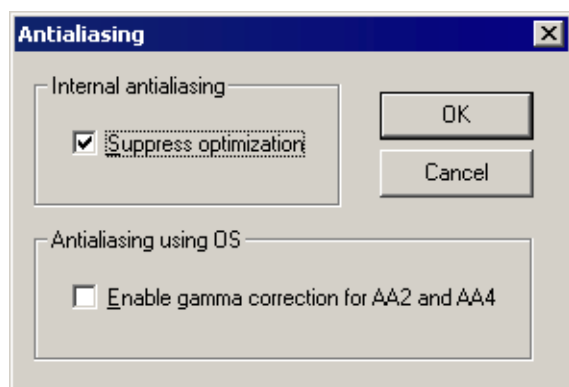 Antialiasing
Internal antialiasing
Suppress optimization
OK
Cancel
Antialiasing using OS
Enable gamma correction for AA2 and AA4